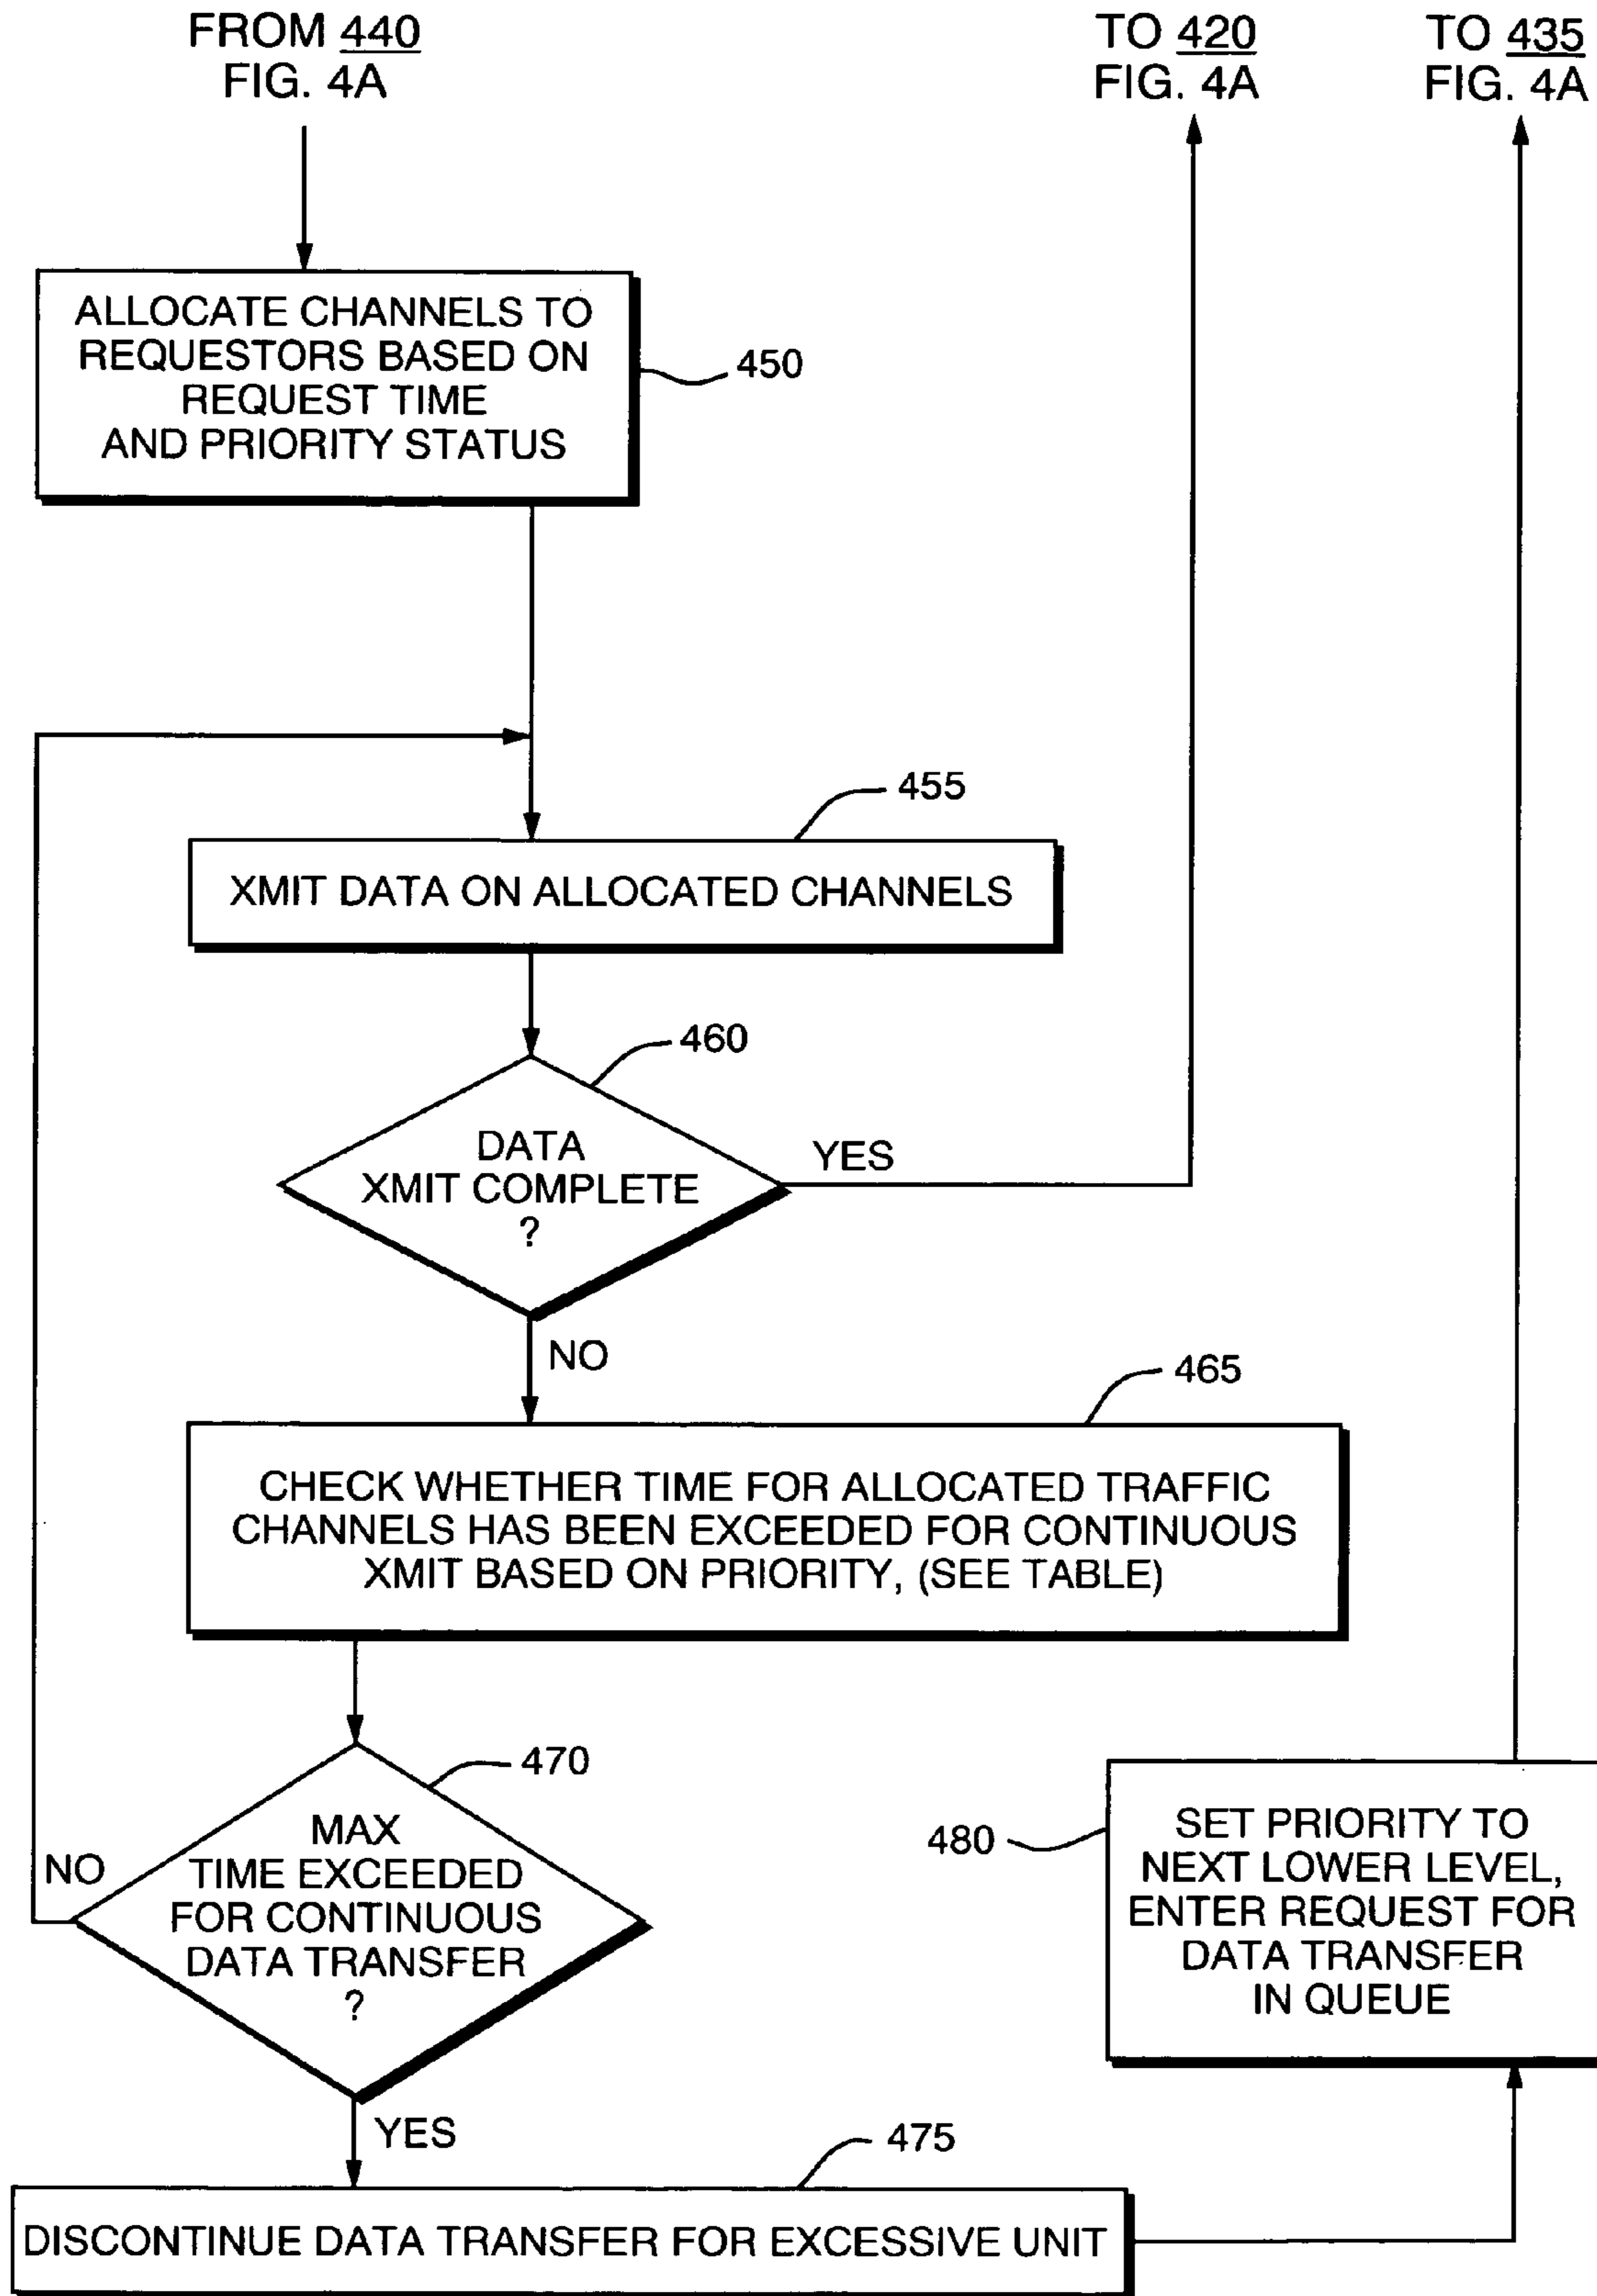 FROM 440
FIG. 4A
TO 420
FIG. 4A
TO 435
FIG. 4A
ALLOCATE CHANNELS TO
REQUESTORS BASED ON
REQUEST TIME
AND PRIORITY STATUS
450
455
XMIT DATA ON ALLOCATED CHANNELS
460
DATA
XMIT COMPLETE
?
YES
NO
465
CHECK WHETHER TIME FOR ALLOCATED TRAFFIC
CHANNELS HAS BEEN EXCEEDED FOR CONTINUOUS
XMIT BASED ON PRIORITY, (SEE TABLE)
470
MAX
TIME EXCEEDED
FOR CONTINUOUS
DATA TRANSFER
?
NO
YES
480
SET PRIORITY TO
NEXT LOWER LEVEL,
ENTER REQUEST FOR
DATA TRANSFER
IN QUEUE
475
DISCONTINUE DATA TRANSFER FOR EXCESSIVE UNIT